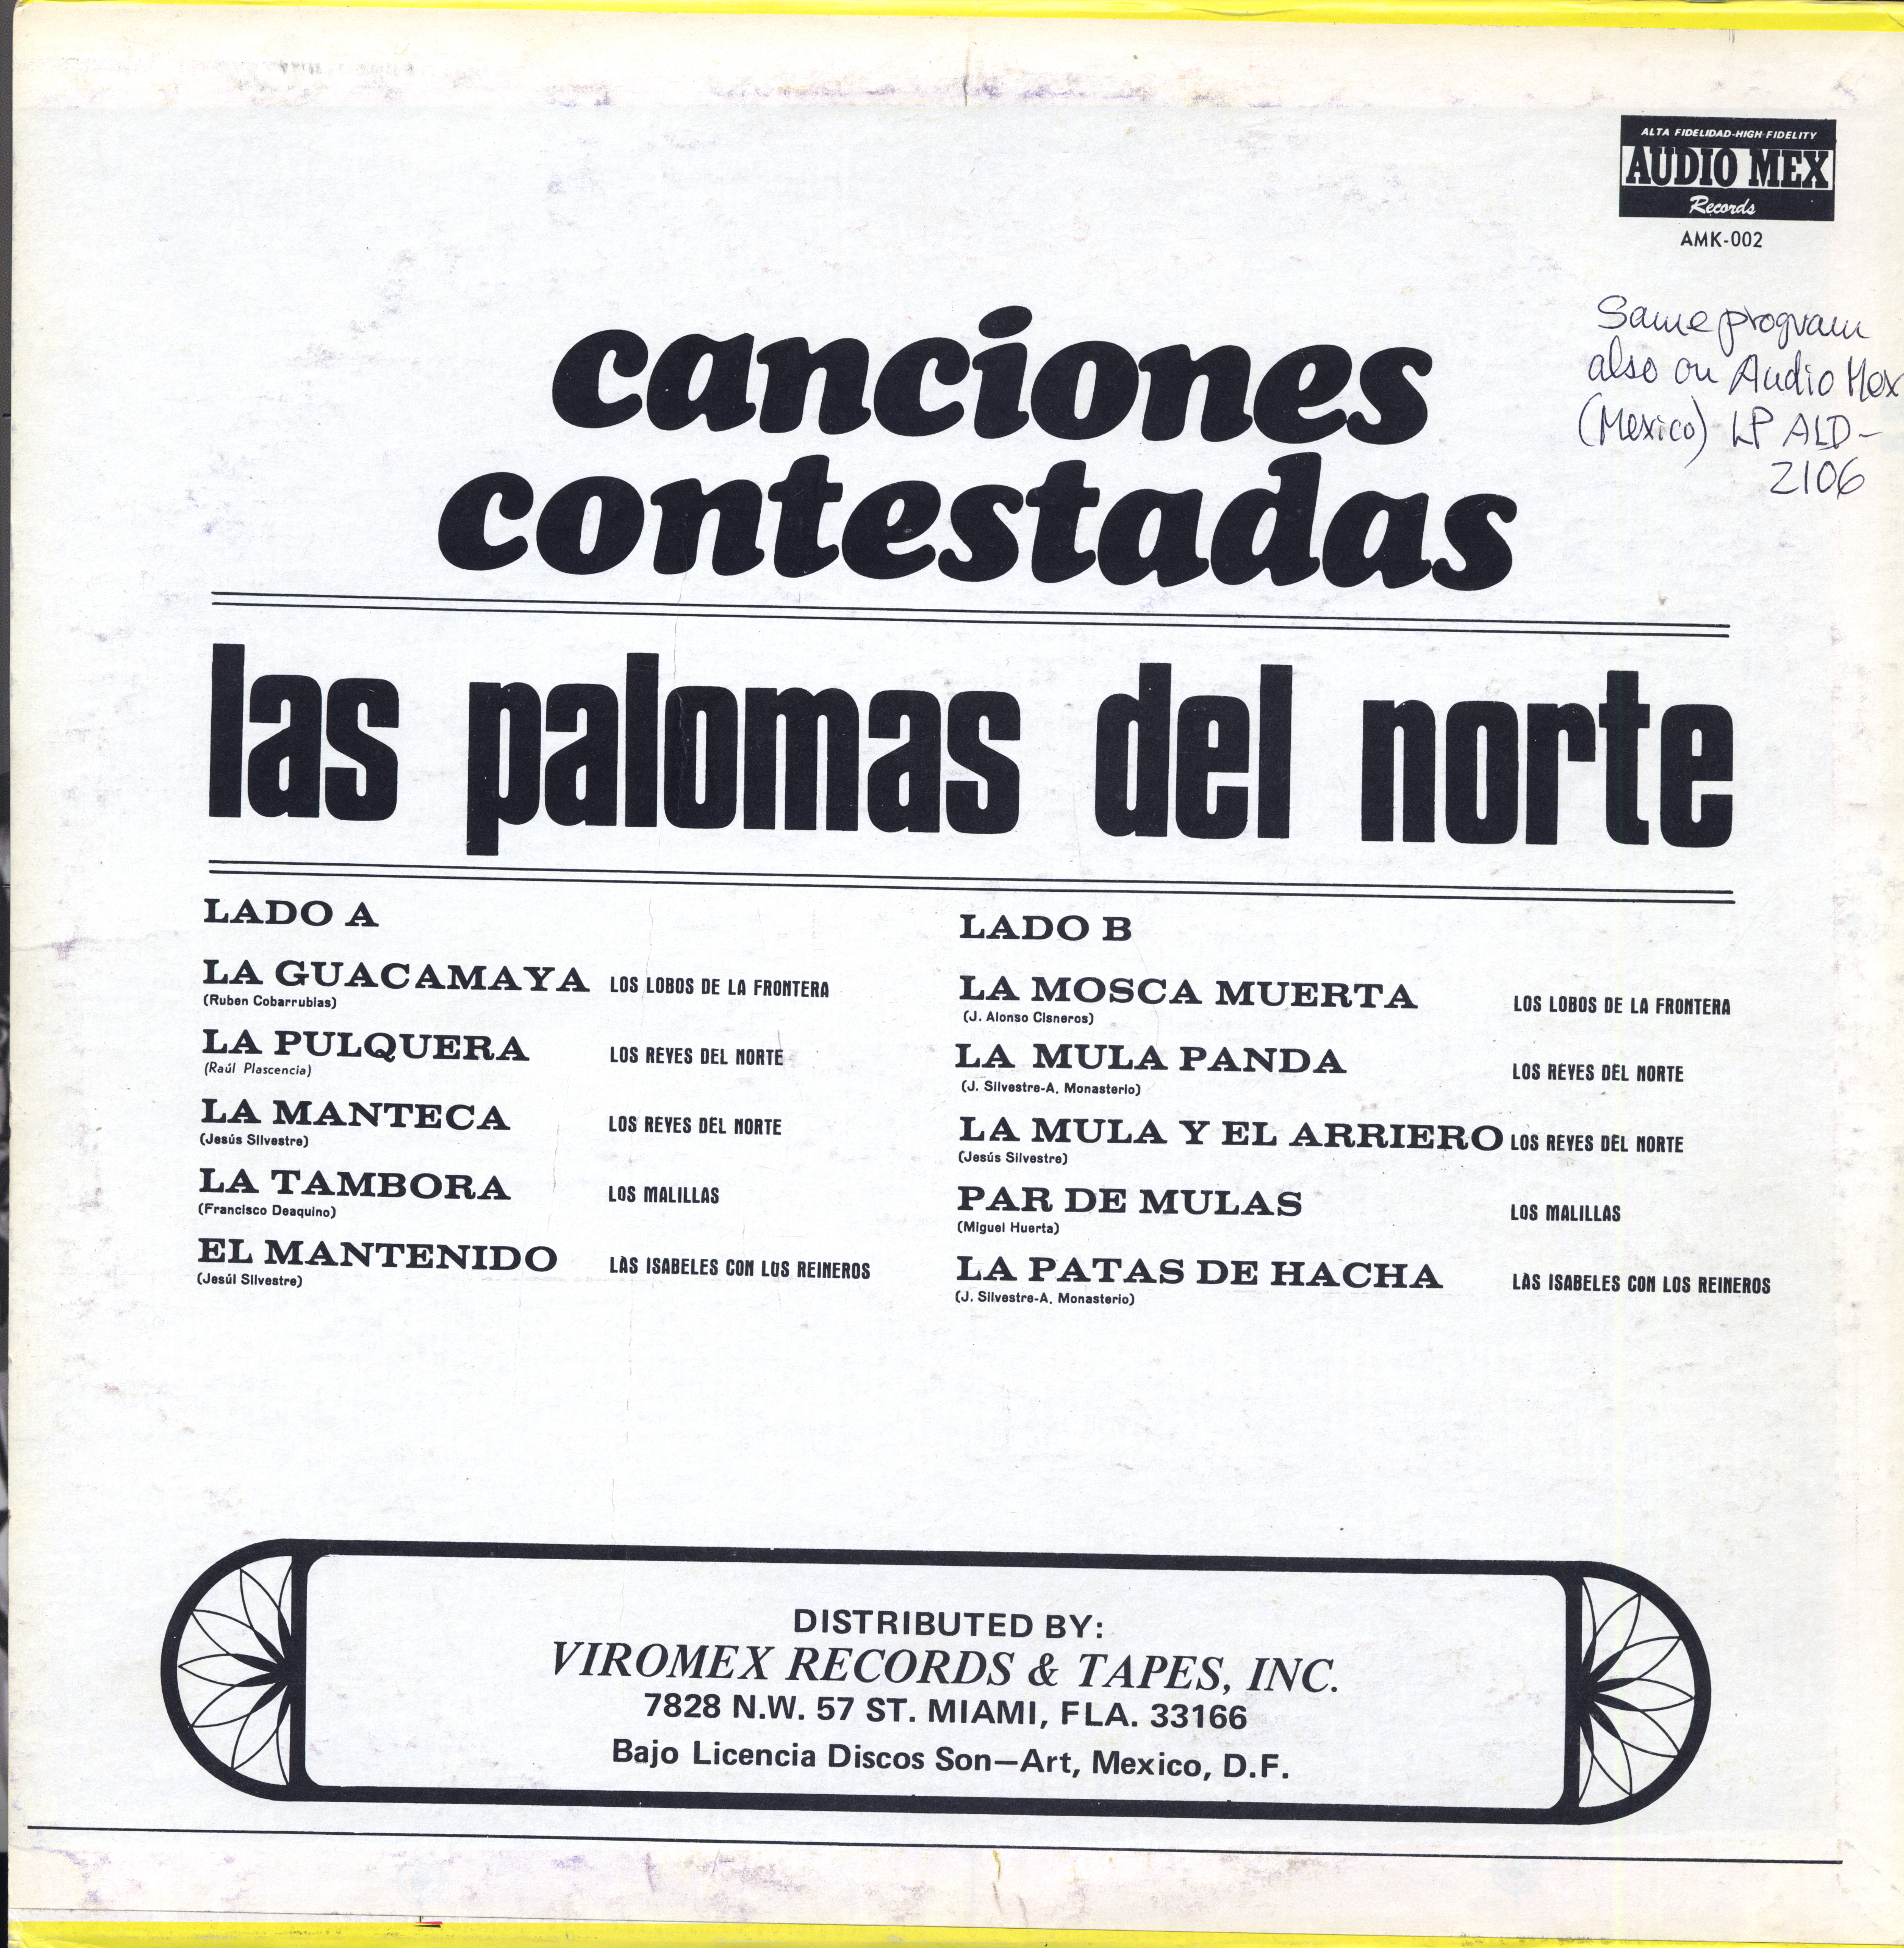 ALTA FIDELIDAD-HIGH FIDELITY
AUDIO MEX
Records
AMK-002
Same program
also on Audio Mex
(Mexico) LP ALD-
2106
canciones
contestadas
las palomas del norte
LADO A
LA GUACAMAYA LOS LOBOS DE LA FRONTERA
(Ruben Cobarrubias)
LA PULQUERA LOS REYES DEL NORTE
(Raúl Plascencia)
LA MANTECA LOS REYES DEL NORTE
(Jesús Silvestre)
LA TAMBORA LOS MALILLAS
(Francisco Deaquino)
EL MANTENIDO LAS ISABELES CON LOS REINEROS
(Jesúl Silvestre)
LADO B
LA MOSCA MUERTA LOS LOBOS DE LA FRONTERA
(J. Alonso Cisneros)
LA MULA PANDA LOS REYES DEL NORTE
(J. Silvestre-A. Monasterio)
LA MULA Y EL ARRIERO LOS REYES DEL NORTE
(Jesús Silvestre)
PAR DE MULAS LOS MALILLAS
(Miguel Huerta)
LA PATAS DE HACHA LAS ISABELES CON LOS REINEROS
(J. Silvestre-A. Monasterio)
DISTRIBUTED BY:
VIROMEX RECORDS & TAPES, INC.
7828 N.W. 57 ST. MIAMI, FLA. 33166
Bajo Licencia Discos Son—Art, Mexico, D.F.